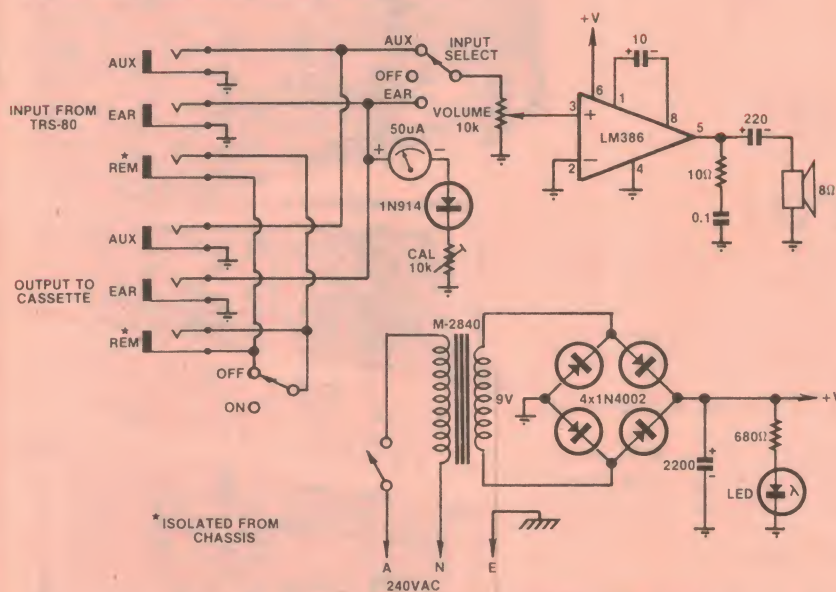 INPUT FROM
TRS-80
AUX
EAR
*
REM
OUTPUT TO
CASSETTE
AUX
EAR
*
REM
OFF
ON
AUX
OFF
EAR
INPUT
SELECT
VOLUME
10k
50uA
+ -
1N914
CAL
10k
+V
10
+ -
6
1
8
3
+
LM386
5
-
2
4
220
+ -
10Ω
0.1
8Ω
M-2840
9V
4x1N4002
+V
2200
+
-
680Ω
LED
λ
*ISOLATED FROM
CHASSIS
A N E
240VAC